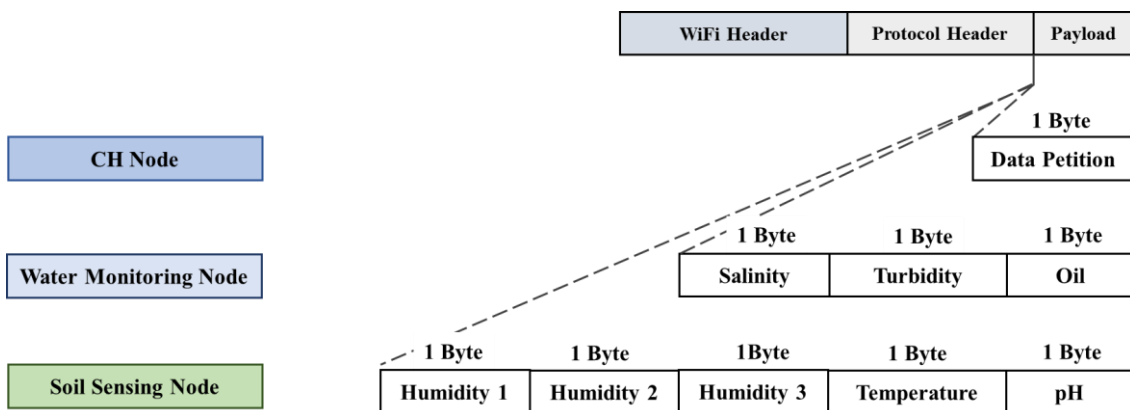 WiFi Header Protocol Header Payload
1 Byte
CH Node Data Petition
1 Byte 1 Byte 1 Byte
Water Monitoring Node Salinity Turbidity Oil
1 Byte 1 Byte 1Byte 1 Byte 1 Byte
Soil Sensing Node Humidity 1 Humidity 2 Humidity 3 Temperature pH